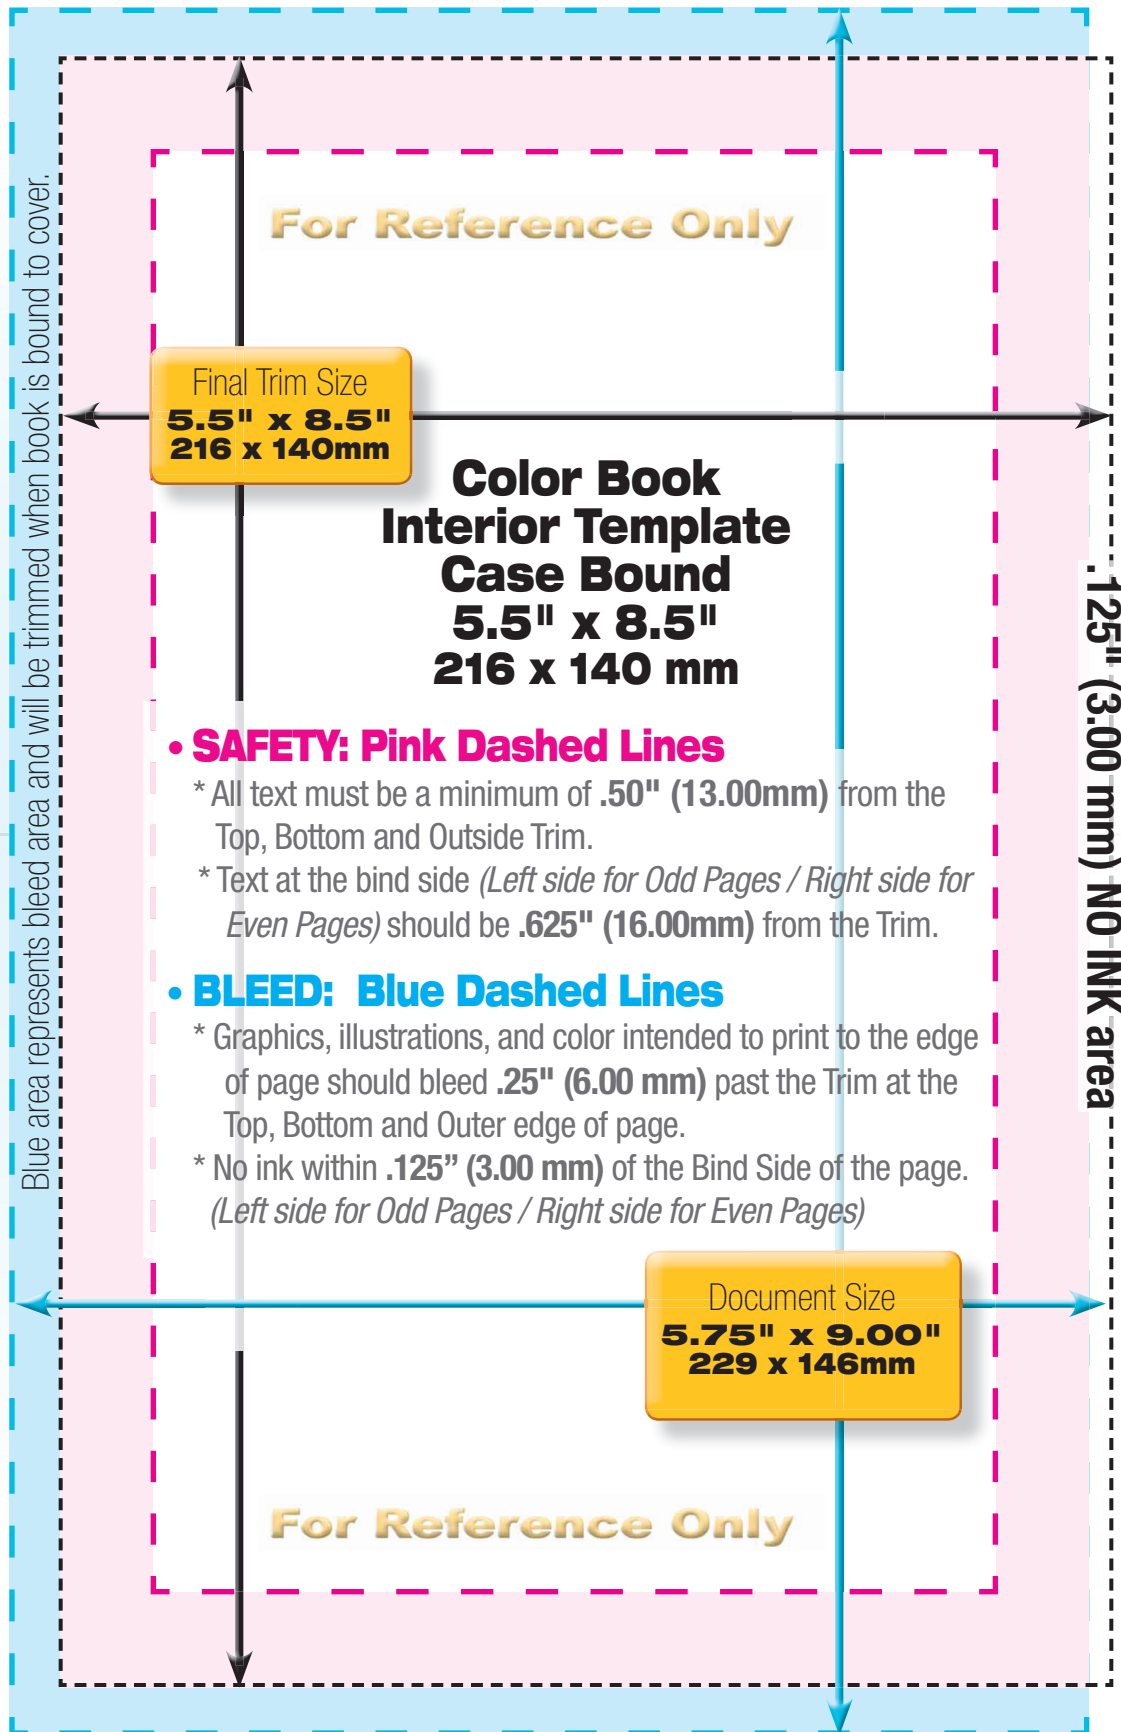 For Reference Only
Final Trim Size
5.5" x 8.5"
216 x 140mm
Color Book
Interior Template
Case Bound
5.5" x 8.5"
216 x 140 mm
• SAFETY: Pink Dashed Lines
* All text must be a minimum of .50" (13.00mm) from the
Top, Bottom and Outside Trim.
* Text at the bind side (Left side for Odd Pages / Right side for
Even Pages) should be .625" (16.00mm) from the Trim.
• BLEED:  Blue Dashed Lines
* Graphics, illustrations, and color intended to print to the edge
of page should bleed .25" (6.00 mm) past the Trim at the
Top, Bottom and Outer edge of page.
* No ink within .125” (3.00 mm) of the Bind Side of the page.
(Left side for Odd Pages / Right side for Even Pages)
Document Size
5.75" x 9.00"
229 x 146mm
For Reference Only
Blue area represents bleed area and will be trimmed when book is bound to cover.
.125" (3.00 mm) NO INK area